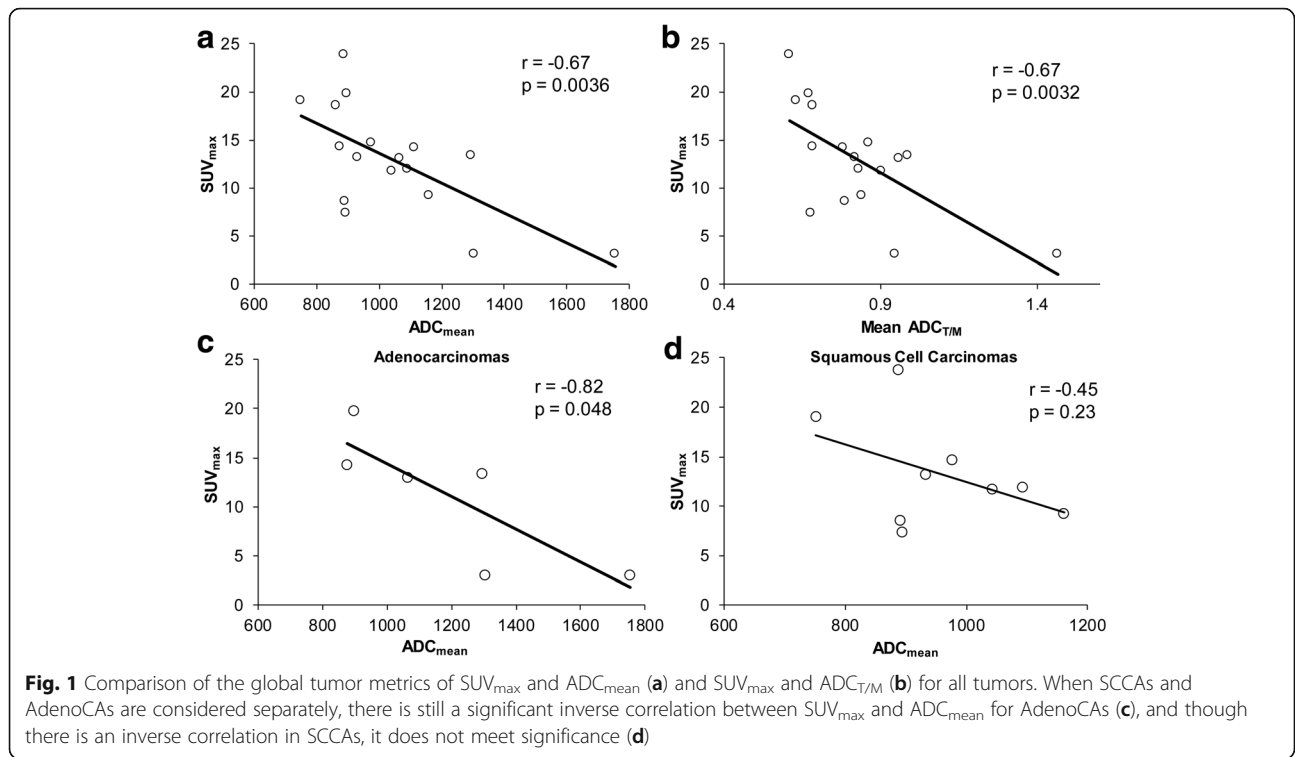 a
25
20
15
10
5
0
SUVmax
r = -0.67
p = 0.0036
600 800 1000 1200 1400 1600 1800
ADCmean
b
25
20
15
10
5
0
SUVmax
r = -0.67
p = 0.0032
0.4 0.9 1.4
Mean ADCT/M
c
Adenocarcinomas
25
20
15
10
5
0
SUVmax
r = -0.82
p = 0.048
600 800 1000 1200 1400 1600 1800
ADCmean
d
Squamous Cell Carcinomas
25
20
15
10
5
0
SUVmax
r = -0.45
p = 0.23
600 800 1000 1200
ADCmean
Fig. 1 Comparison of the global tumor metrics of SUVmax and ADCmean (a) and SUVmax and ADCT/M (b) for all tumors. When SCCAs and
AdenoCAs are considered separately, there is still a significant inverse correlation between SUVmax and ADCmean for AdenoCAs (c), and though
there is an inverse correlation in SCCAs, it does not meet significance (d)